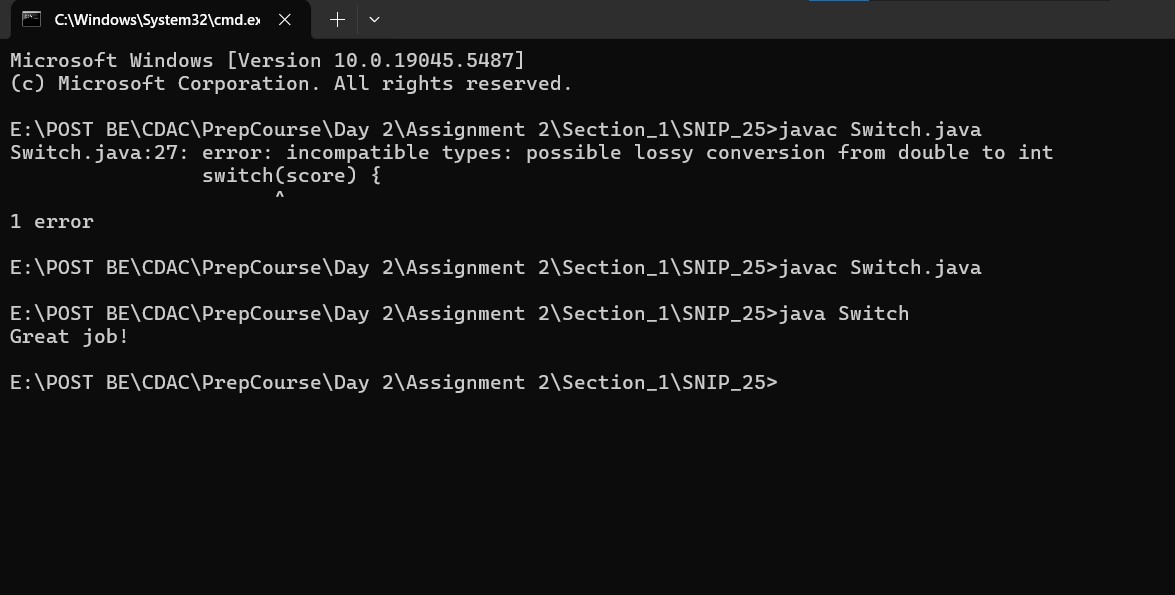 C:\Windows\System32\cmd.ex
Microsoft Windows [Version 10.0.19045.5487]
(c) Microsoft Corporation. All rights reserved.
E:\POST BE\CDAC\PrepCourse\Day 2\Assignment 2\Section_1\SNIP_25>javac Switch.java
Switch.java:27: error: incompatible types: possible lossy conversion from double to int
switch(score) {
^
1 error
E:\POST BE\CDAC\PrepCourse\Day 2\Assignment 2\Section_1\SNIP_25>javac Switch.java
E:\POST BE\CDAC\PrepCourse\Day 2\Assignment 2\Section_1\SNIP_25>java Switch
Great job!
E:\POST BE\CDAC\PrepCourse\Day 2\Assignment 2\Section_1\SNIP_25>